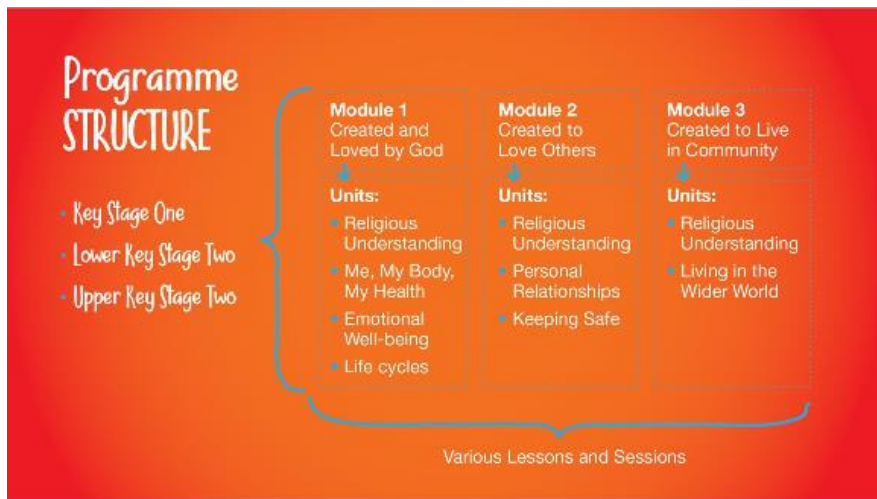 Programme
STRUCTURE
• Key Stage One
• Lower Key Stage Two
• Upper Key Stage Two
Module 1
Created and
Loved by God
Units:
• Religious
Understanding
• Me, My Body,
My Health
• Emotional
Well-being
• Life cycles
Module 2
Created to
Love Others
Units:
• Religious
Understanding
• Personal
Relationships
• Keeping Safe
Module 3
Created to Live
in Community
Units:
• Religious
Understanding
• Living in the
Wider World
Various Lessons and Sessions